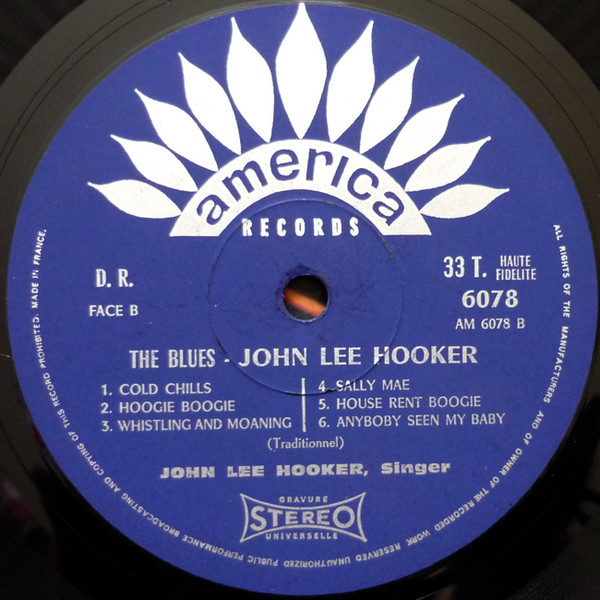 america
RECORDS
D. R.
FACE B
33 T. HAUTE FIDELITE
6078
AM 6078 B
THE BLUES - JOHN LEE HOOKER
1. COLD CHILLS
2. HOOGIE BOOGIE
3. WHISTLING AND MOANING
4. SALLY MAE
5. HOUSE RENT BOOGIE
6. ANYBOBY SEEN MY BABY
(Traditionnel)
JOHN LEE HOOKER, Singer
GRAVURE
STEREO
UNIVERSELLE
ALL RIGHTS OF THE MANUFACTURERS AND OF OWNER OF THE RECORDED WORK RESERVED UNAUTHORIZED PUBLIC PERFORMANCE BROADCASTING AND COPYING OF THIS RECORD PROHIBITED. MADE IN FRANCE.